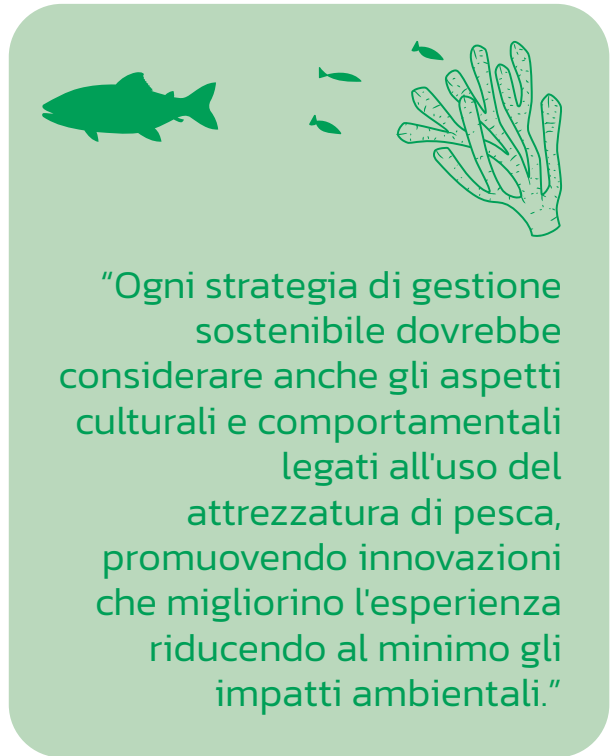 “Ogni strategia di gestione
sostenibile dovrebbe
considerare anche gli aspetti
culturali e comportamentali
legati all'uso del
attrezzatura di pesca,
promuovendo innovazioni
che migliorino l'esperienza
riducendo al minimo gli
impatti ambientali.”